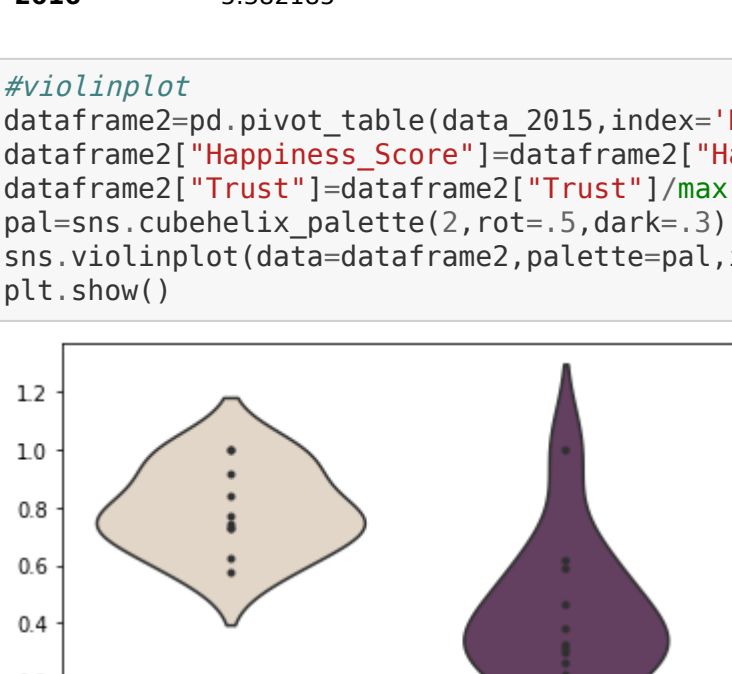 #violinplot
dataframe2=pd.pivot_table(data_2015,index='
dataframe2["Happiness_Score"]=dataframe2["Ha
dataframe2["Trust"]=dataframe2["Trust"]/max
pal=sns.cubehelix_palette(2,rot=.5,dark=.3)
sns.violinplot(data=dataframe2,palette=pal,
plt.show()
1.2
1.0
0.8
0.6
0.4